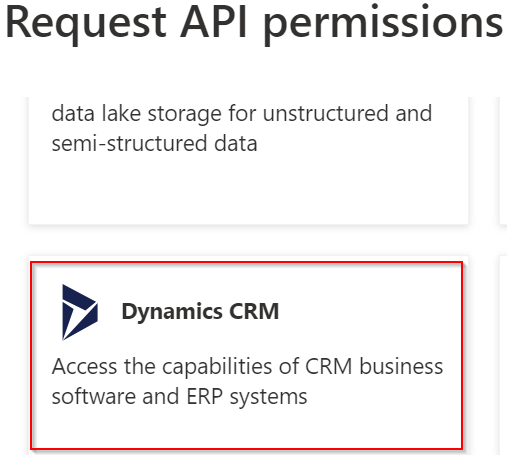 Request API permissions
data lake storage for unstructured and
semi-structured data
Dynamics CRM
Access the capabilities of CRM business
software and ERP systems